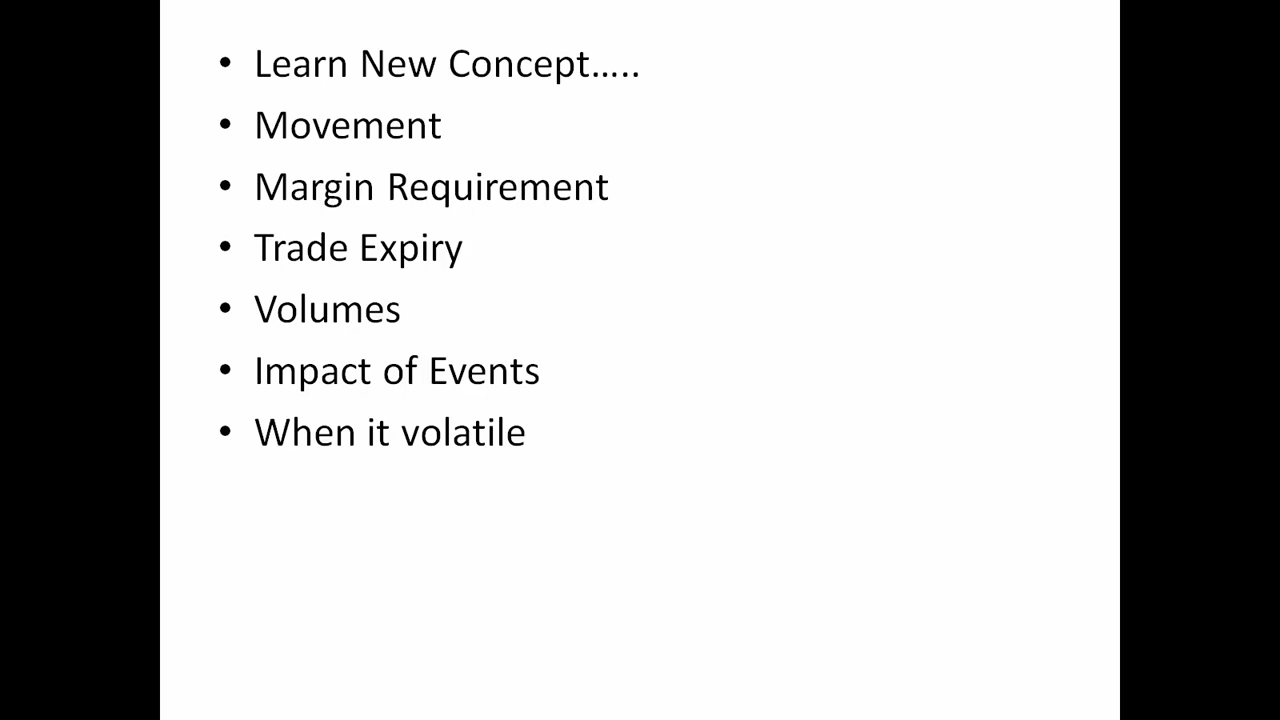 • Learn New Concept…..
• Movement
• Margin Requirement
• Trade Expiry
• Volumes
• Impact of Events
• When it volatile